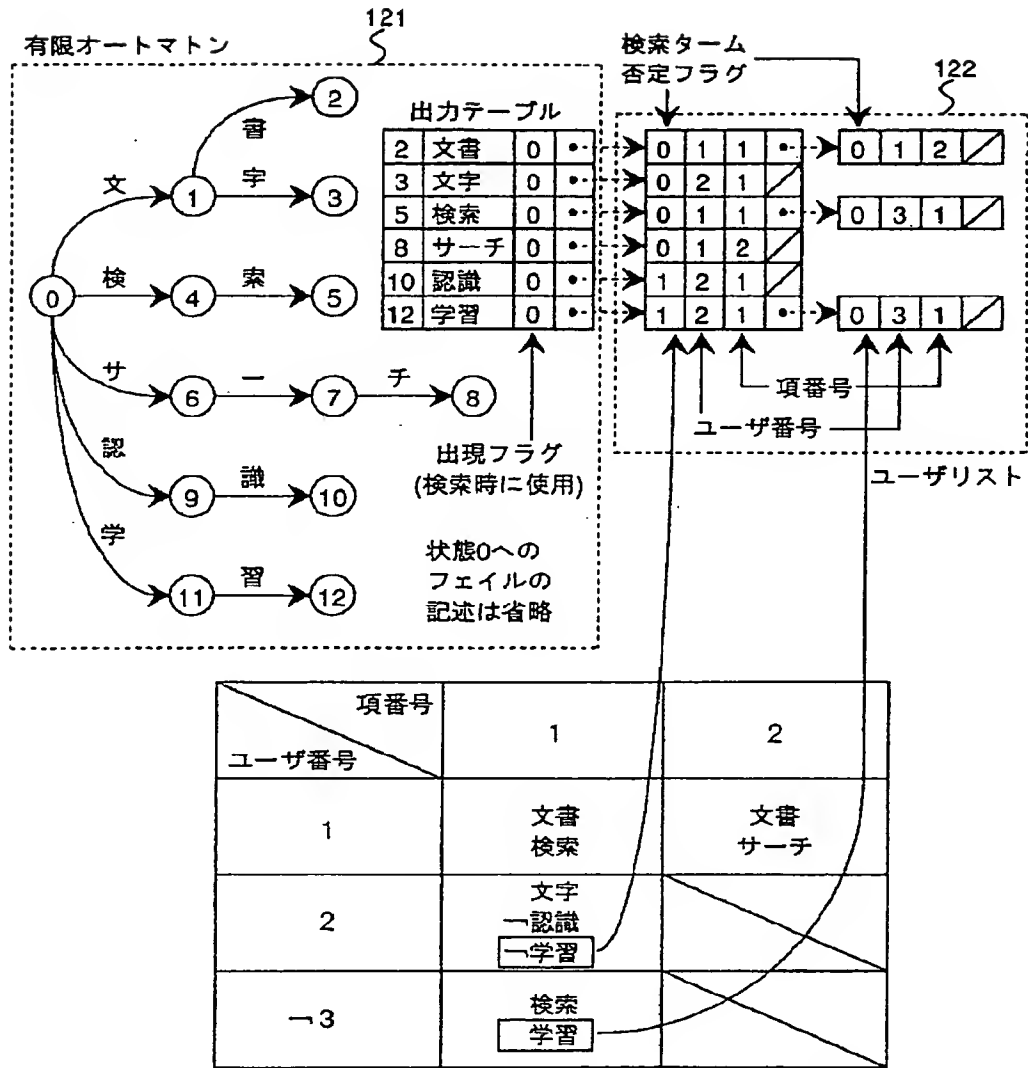 121
有限オートマトン
検索ターム
否定フラグ
122
出力テーブル
2 文書 0
3 文字 0
5 検索 0
8 サーチ 0
10 認識 0
12 学習 0
0 1 1
0 2 1
0 1 1
0 1 2
1 2 1
1 2 1
0 1 2
0 3 1
0 3 1
0
文
1
書
2
字
3
検
4
索
5
サ
6
ー
7
チ
8
認
9
識
10
学
11
習
12
出現フラグ
(検索時に使用)
状態0への
フェイルの
記述は省略
項番号
ユーザ番号
ユーザリスト
項番号
ユーザ番号
1
2
1
文書
検索
文書
サーチ
2
文字
¬認識
¬学習
¬3
検索
学習